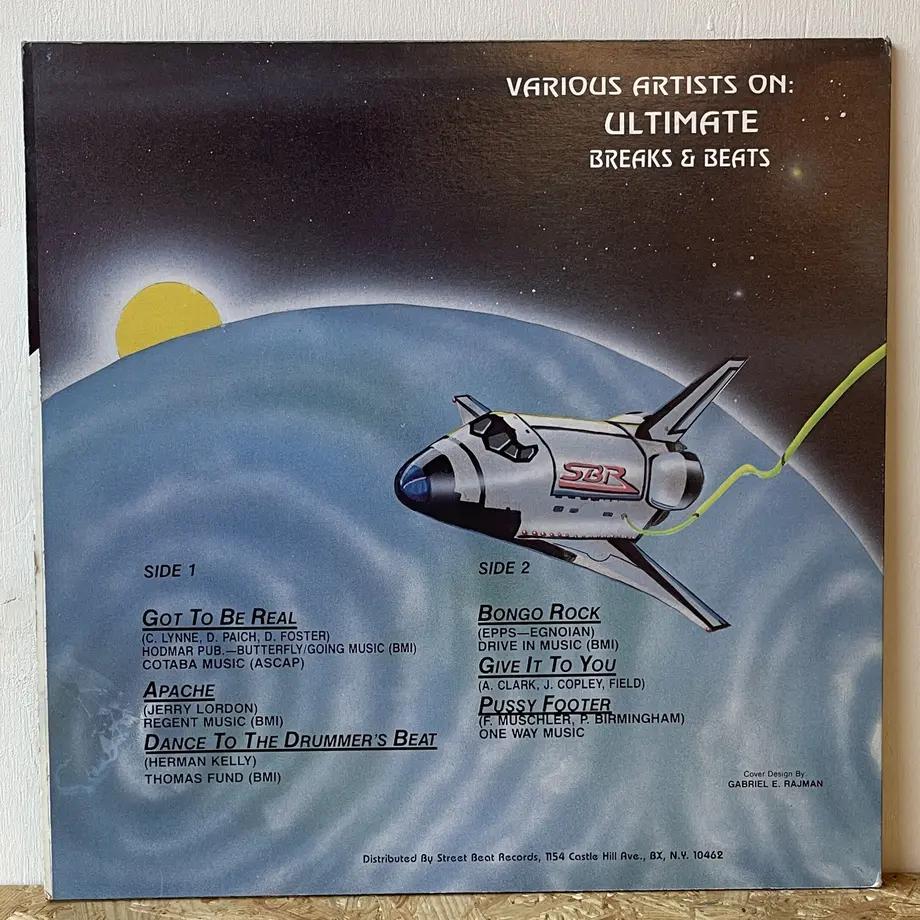 VARIOUS ARTISTS ON:
ULTIMATE
BREAKS & BEATS
SBR
SIDE 1
GOT TO BE REAL
(C. LYNNE, D. PAICH, D. FOSTER)
HODMAR PUB.—BUTTERFLY/GOING MUSIC (BMI)
COTABA MUSIC (ASCAP)
APACHE
(JERRY LORDON)
REGENT MUSIC (BMI)
DANCE TO THE DRUMMER'S BEAT
(HERMAN KELLY)
THOMAS FUND (BMI)
SIDE 2
BONGO ROCK
(EPPS—EGNOIAN)
DRIVE IN MUSIC (BMI)
GIVE IT TO YOU
(A. CLARK, J. COPLEY, FIELD)
PUSSY FOOTER
(F. MUSCHLER, P. BIRMINGHAM)
ONE WAY MUSIC
Cover Design By
GABRIEL E. RAJMAN
Distributed By Street Beat Records, 1154 Castle Hill Ave., BX, N.Y. 10462